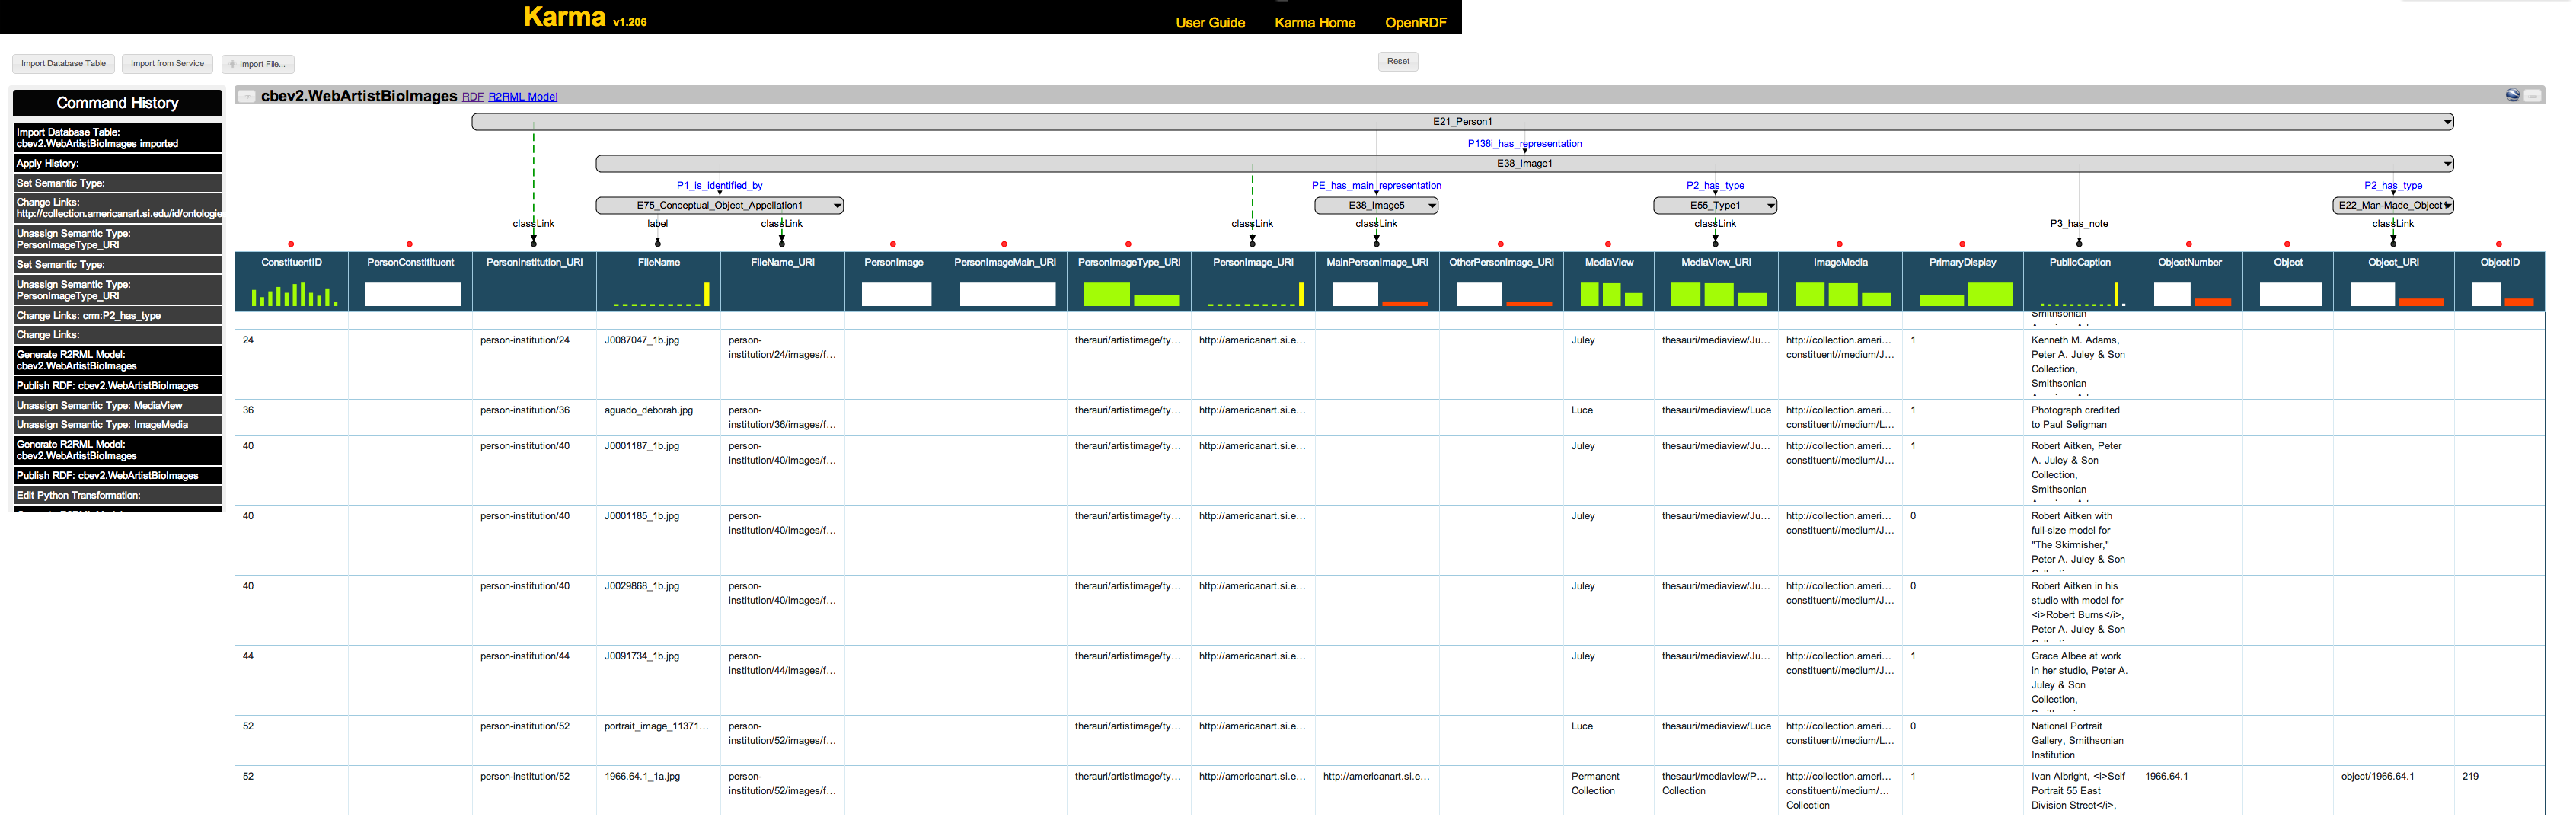 Karma v1.206
User Guide Karma Home OpenRDF
Import Database Table Import from Service Import File... Reset
Command History
Import Database Table:
cbev2.WebArtistBioImages imported
Apply History:
Set Semantic Type:
Change Links:
http://collection.americanart.si.edu/id/ontologie
Unassign Semantic Type:
PersonImageType_URI
Set Semantic Type:
Unassign Semantic Type:
PersonImageType_URI
Change Links: crm:P2_has_type
Change Links:
Generate R2RML Model:
cbev2.WebArtistBioImages
Publish RDF: cbev2.WebArtistBioImages
Unassign Semantic Type: MediaView
Unassign Semantic Type: ImageMedia
Generate R2RML Model:
cbev2.WebArtistBioImages
Publish RDF: cbev2.WebArtistBioImages
Edit Python Transformation:
cbev2.WebArtistBioImages RDF R2RML Model
E21_Person1
P138i_has_representation
E38_Image1
P1_is_identified_by PE_has_main_representation P2_has_type P2_has_type
E75_Conceptual_Object_Appellation1 E38_Image5 E55_Type1 E22_Man-Made_Object1
classLink label classLink classLink classLink classLink P3_has_note classLink
ConstituentID PersonConstitituent PersonInstitution_URI FileName FileName_URI PersonImage PersonImageMain_URI PersonImageType_URI PersonImage_URI MainPersonImage_URI OtherPersonImage_URI MediaView MediaView_URI ImageMedia PrimaryDisplay PublicCaption ObjectNumber Object Object_URI ObjectID
Smithsonian
24 person-institution/24 J0087047_1b.jpg person- therauri/artistimage/ty... http://americanart.si.e... Juley thesauri/mediaview/Ju... http://collection.ameri... 1 Kenneth M. Adams,
institution/24/images/f... constituent//medium/J... Peter A. Juley & Son
Collection,
Smithsonian
36 person-institution/36 aguado_deborah.jpg person- therauri/artistimage/ty... http://americanart.si.e... Luce thesauri/mediaview/Luce http://collection.ameri... 1 Photograph credited
institution/36/images/f... constituent//medium/L... to Paul Seligman
40 person-institution/40 J0001187_1b.jpg person- therauri/artistimage/ty... http://americanart.si.e... Juley thesauri/mediaview/Ju... http://collection.ameri... 1 Robert Aitken, Peter
institution/40/images/f... constituent//medium/J... A. Juley & Son
Collection,
Smithsonian
40 person-institution/40 J0001185_1b.jpg person- therauri/artistimage/ty... http://americanart.si.e... Juley thesauri/mediaview/Ju... http://collection.ameri... 0 Robert Aitken with
institution/40/images/f... constituent//medium/J... full-size model for
"The Skirmisher,"
Peter A. Juley & Son
40 person-institution/40 J0029868_1b.jpg person- therauri/artistimage/ty... http://americanart.si.e... Juley thesauri/mediaview/Ju... http://collection.ameri... 0 Robert Aitken in his
institution/40/images/f... constituent//medium/J... studio with model for
<i>Robert Burns</i>,
Peter A. Juley & Son
44 person-institution/44 J0091734_1b.jpg person- therauri/artistimage/ty... http://americanart.si.e... Juley thesauri/mediaview/Ju... http://collection.ameri... 1 Grace Albee at work
institution/44/images/f... constituent//medium/J... in her studio, Peter A.
Juley & Son
Collection,
52 person-institution/52 portrait_image_11371... person- therauri/artistimage/ty... http://americanart.si.e... Luce thesauri/mediaview/Luce http://collection.ameri... 0 National Portrait
institution/52/images/f... constituent//medium/L... Gallery, Smithsonian
Institution
52 person-institution/52 1966.64.1_1a.jpg person- therauri/artistimage/ty... http://americanart.si.e... http://americanart.si.e... Permanent thesauri/mediaview/P... http://collection.ameri... 1 Ivan Albright, <i>Self 1966.64.1 object/1966.64.1 219
institution/52/images/f... Collection Collection constituent//medium/... Portrait 55 East
Collection Division Street</i>,